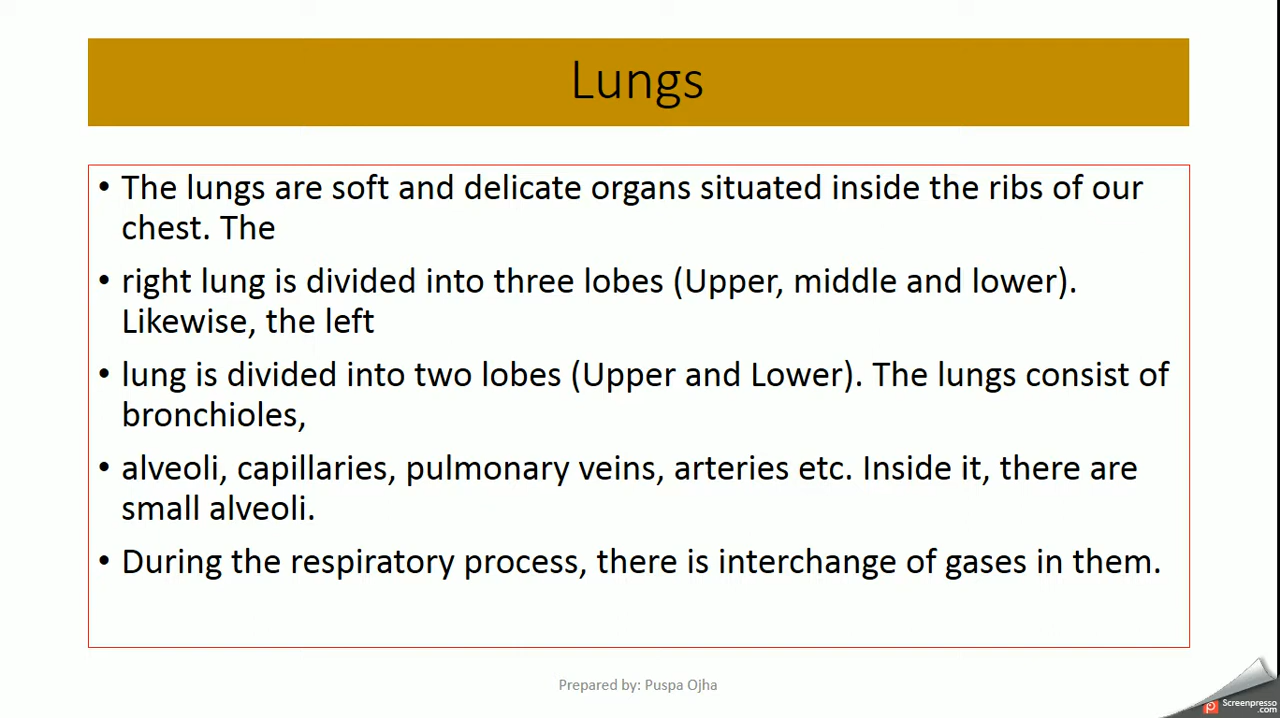 Lungs
• The lungs are soft and delicate organs situated inside the ribs of our
chest. The
• right lung is divided into three lobes (Upper, middle and lower).
Likewise, the left
• lung is divided into two lobes (Upper and Lower). The lungs consist of
bronchioles,
• alveoli, capillaries, pulmonary veins, arteries etc. Inside it, there are
small alveoli.
• During the respiratory process, there is interchange of gases in them.
Prepared by: Puspa Ojha
Screenpresso
.com